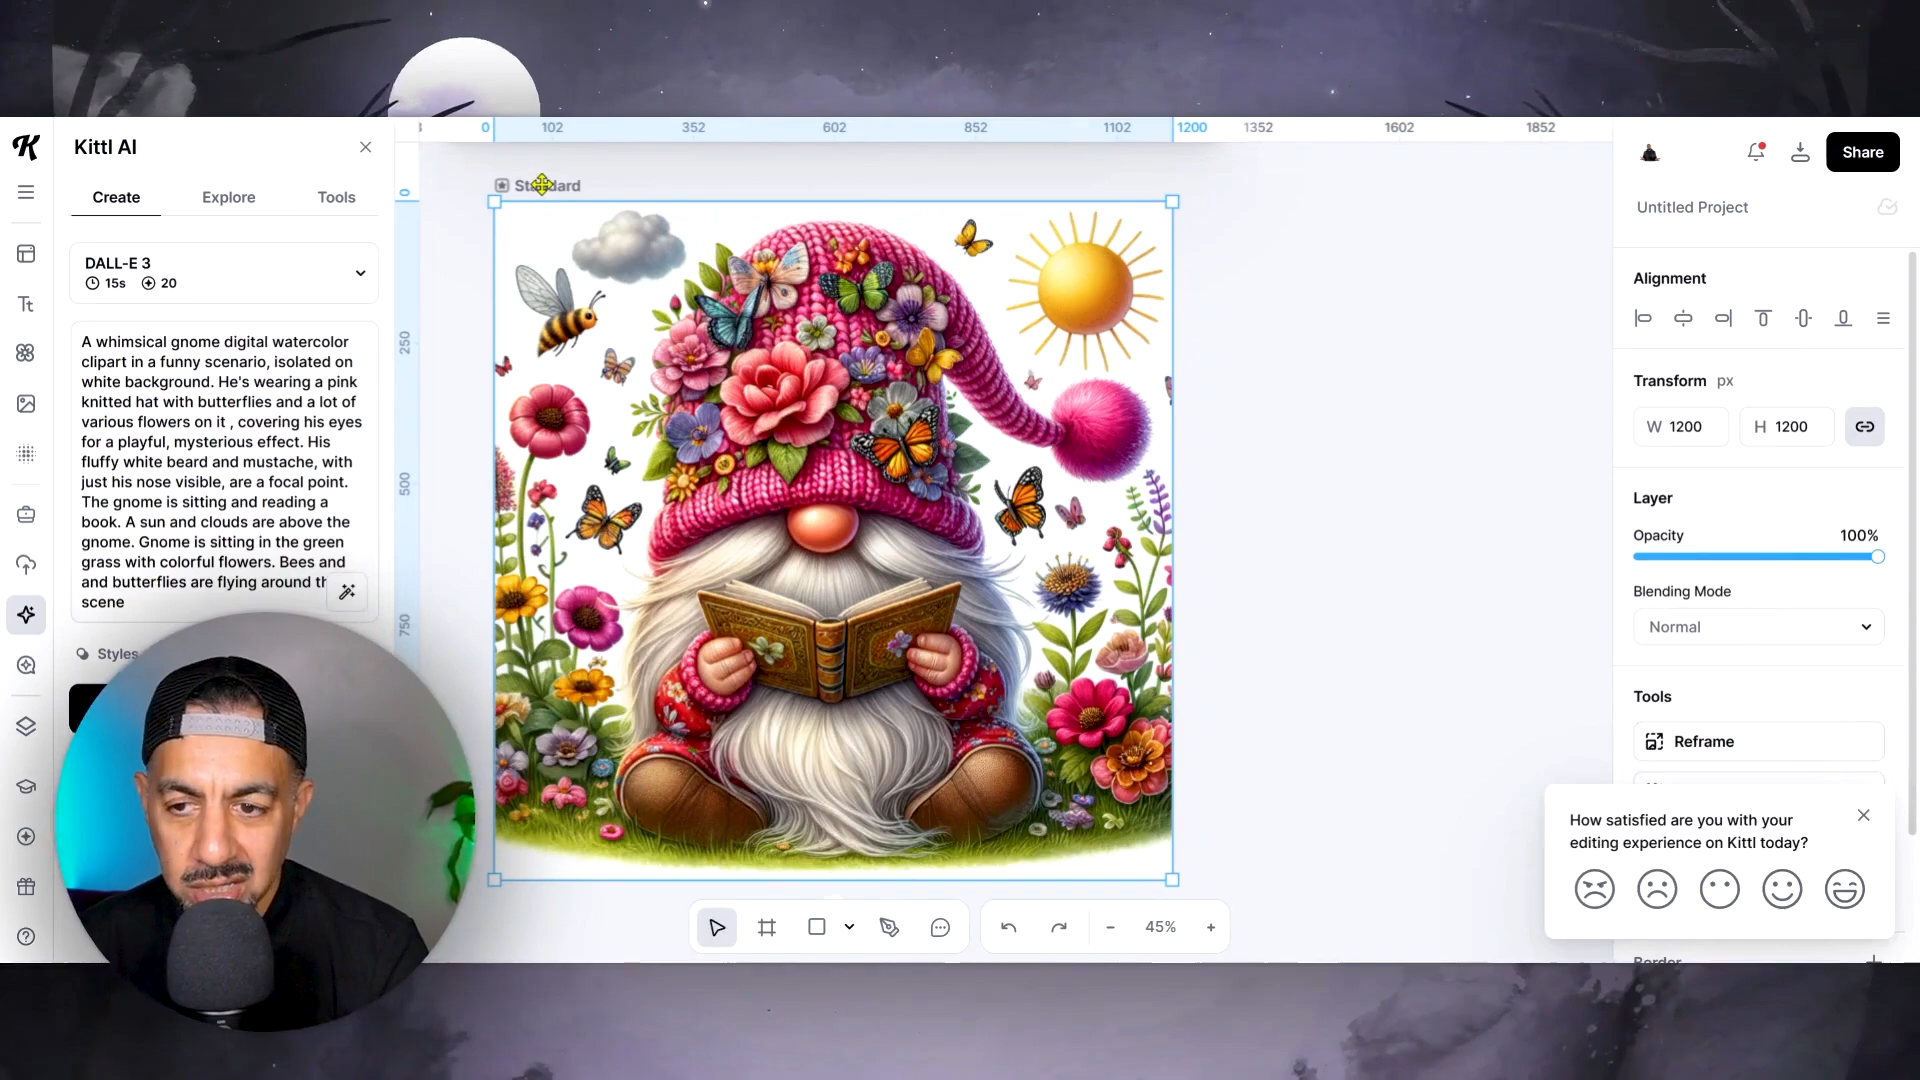 Kittl AI
Create Explore Tools
DALL-E 3
15s 20
A whimsical gnome digital watercolor
clipart in a funny scenario, isolated on
white background. He's wearing a pink
knitted hat with butterflies and a lot of
various flowers on it , covering his eyes
for a playful, mysterious effect. His
fluffy white beard and mustache, with
just his nose visible, are a focal point.
The gnome is sitting and reading a
book. A sun and clouds are above the
gnome. Gnome is sitting in the green
grass with colorful flowers. Bees and
and butterflies are flying around
scene
Styles
0 102 352 602 852 1102 1200 1352 1602 1852
0
250
500
750
Standard
45%
Share
Untitled Project
Alignment
Transform px
W 1200 H 1200
Layer
Opacity 100%
Blending Mode
Normal
Tools
Reframe
How satisfied are you with your
editing experience on Kittl today?
Border